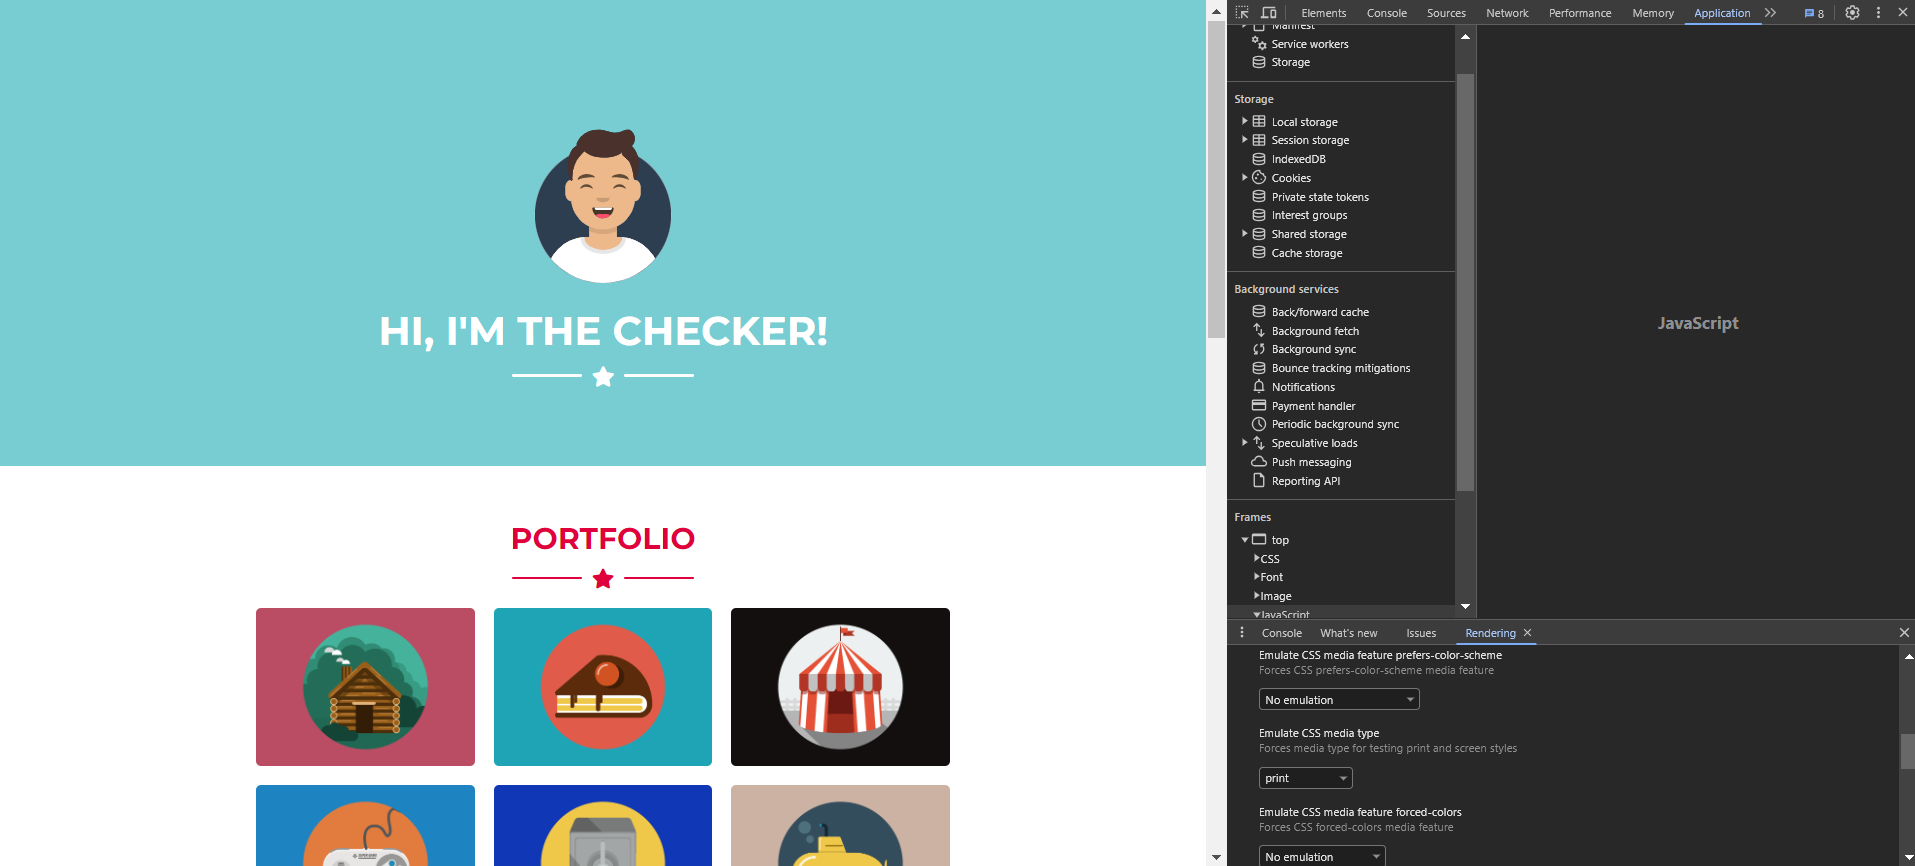 HI, I'M THE CHECKER!
PORTFOLIO
Elements Console Sources Network Performance Memory Application 8
Manifest
Service workers
Storage
Storage
Local storage
Session storage
IndexedDB
Cookies
Private state tokens
Interest groups
Shared storage
Cache storage
Background services
Back/forward cache
Background fetch
Background sync
Bounce tracking mitigations
Notifications
Payment handler
Periodic background sync
Speculative loads
Push messaging
Reporting API
Frames
top
CSS
Font
Image
JavaScript
JavaScript
Console What's new Issues Rendering
Emulate CSS media feature prefers-color-scheme
Forces CSS prefers-color-scheme media feature
No emulation
Emulate CSS media type
Forces media type for testing print and screen styles
print
Emulate CSS media feature forced-colors
Forces CSS forced-colors media feature
No emulation